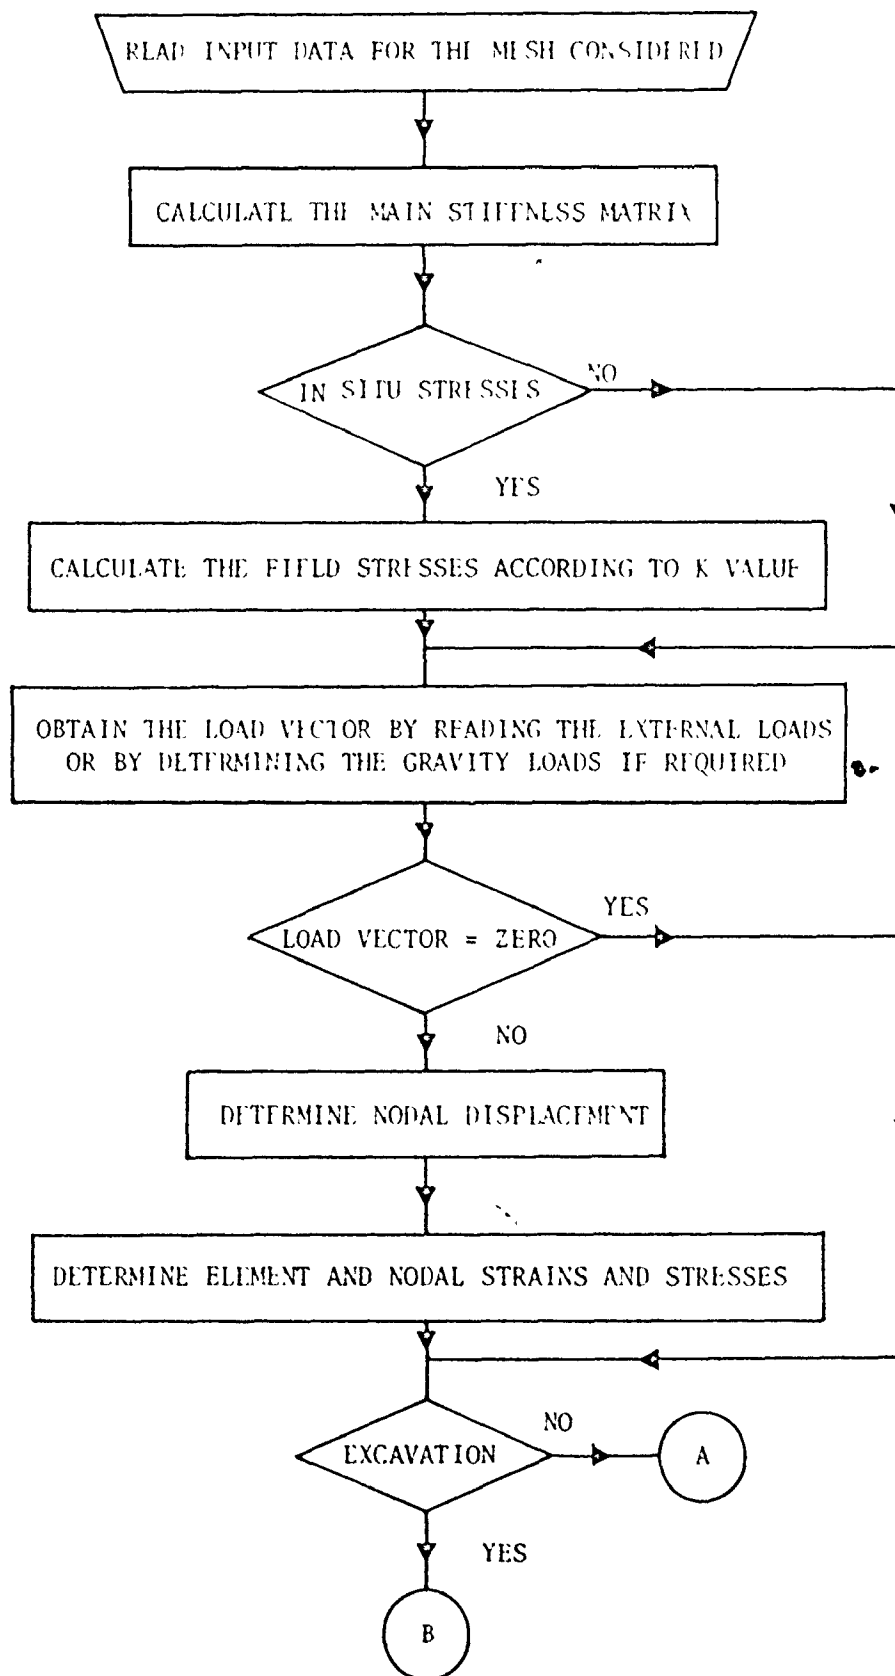 READ INPUT DATA FOR THE MESH CONSIDERED
CALCULATE THE MAIN STIFFNESS MATRIX
IN SITU STRESSES
NO
YES
CALCULATE THE FIELD STRESSES ACCORDING TO K VALUE
OBTAIN THE LOAD VECTOR BY READING THE EXTERNAL LOADS
OR BY DETERMINING THE GRAVITY LOADS IF REQUIRED
LOAD VECTOR = ZERO
YES
NO
DETERMINE NODAL DISPLACEMENT
DETERMINE ELEMENT AND NODAL STRAINS AND STRESSES
EXCAVATION
NO
A
YES
B